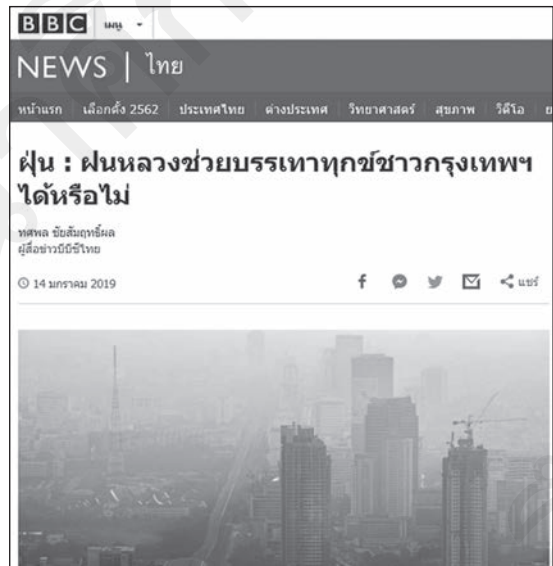 BBC เมนู
NEWS | ไทย
หน้าแรก เลือกตั้ง 2562 ประเทศไทย ต่างประเทศ วิทยาศาสตร์ สุขภาพ วิดีโอ
ฝุ่น : ฝนหลวงช่วยบรรเทาทุกข์ชาวกรุงเทพฯ
ได้หรือไม่
ทศพล ชัยสัมฤทธิ์ผล
ผู้สื่อข่าวบีบีซีไทย
14 มกราคม 2019
แชร์